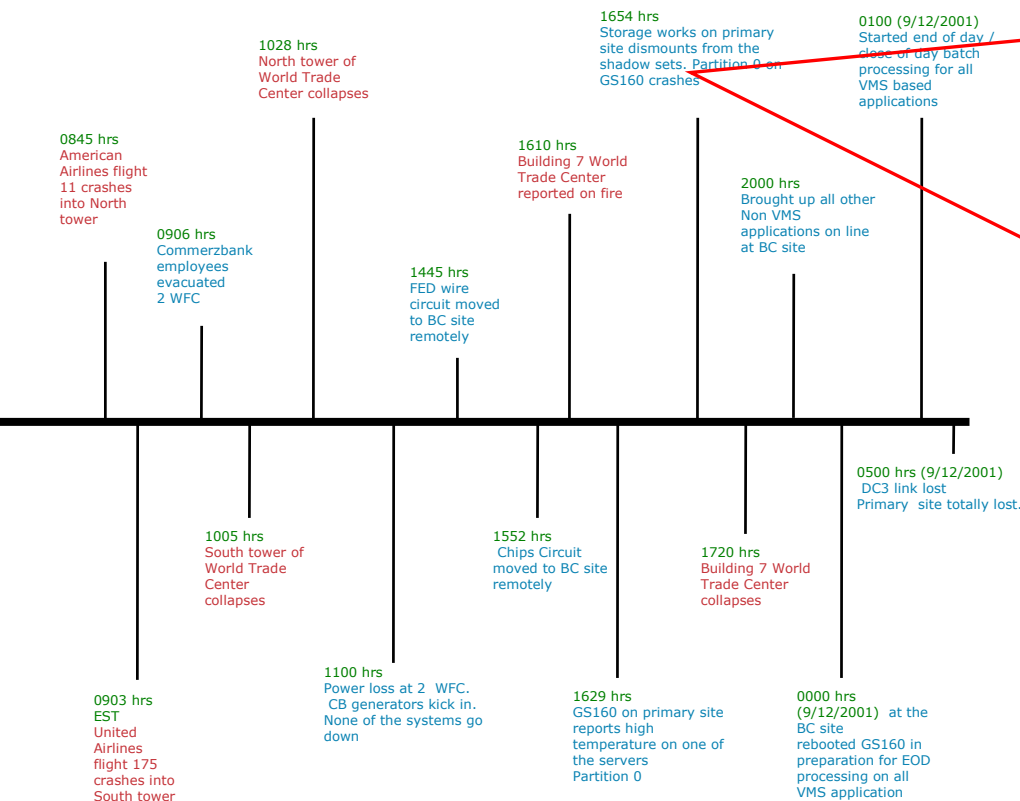 0845 hrs
American
Airlines flight
11 crashes
into North
tower
0906 hrs
Commerzbank
employees
evacuated
2 WFC
1028 hrs
North tower of
World Trade
Center collapses
1445 hrs
FED wire
circuit moved
to BC site
remotely
1610 hrs
Building 7 World
Trade Center
reported on fire
1654 hrs
Storage works on primary
site dismounts from the
shadow sets. Partition 0 on
GS160 crashes
2000 hrs
Brought up all other
Non VMS
applications on line
at BC site
0100 (9/12/2001)
Started end of day /
close of day batch
processing for all
VMS based
applications
0903 hrs
EST
United
Airlines
flight 175
crashes into
South tower
1005 hrs
South tower of
World Trade
Center
collapses
1100 hrs
Power loss at 2 WFC.
CB generators kick in.
None of the systems go
down
1552 hrs
Chips Circuit
moved to BC site
remotely
1629 hrs
GS160 on primary site
reports high
temperature on one of
the servers
Partition 0
1720 hrs
Building 7 World
Trade Center
collapses
0000 hrs
(9/12/2001) at the
BC site
rebooted GS160 in
preparation for EOD
processing on all
VMS application
0500 hrs (9/12/2001)
DC3 link lost
Primary site totally lost.